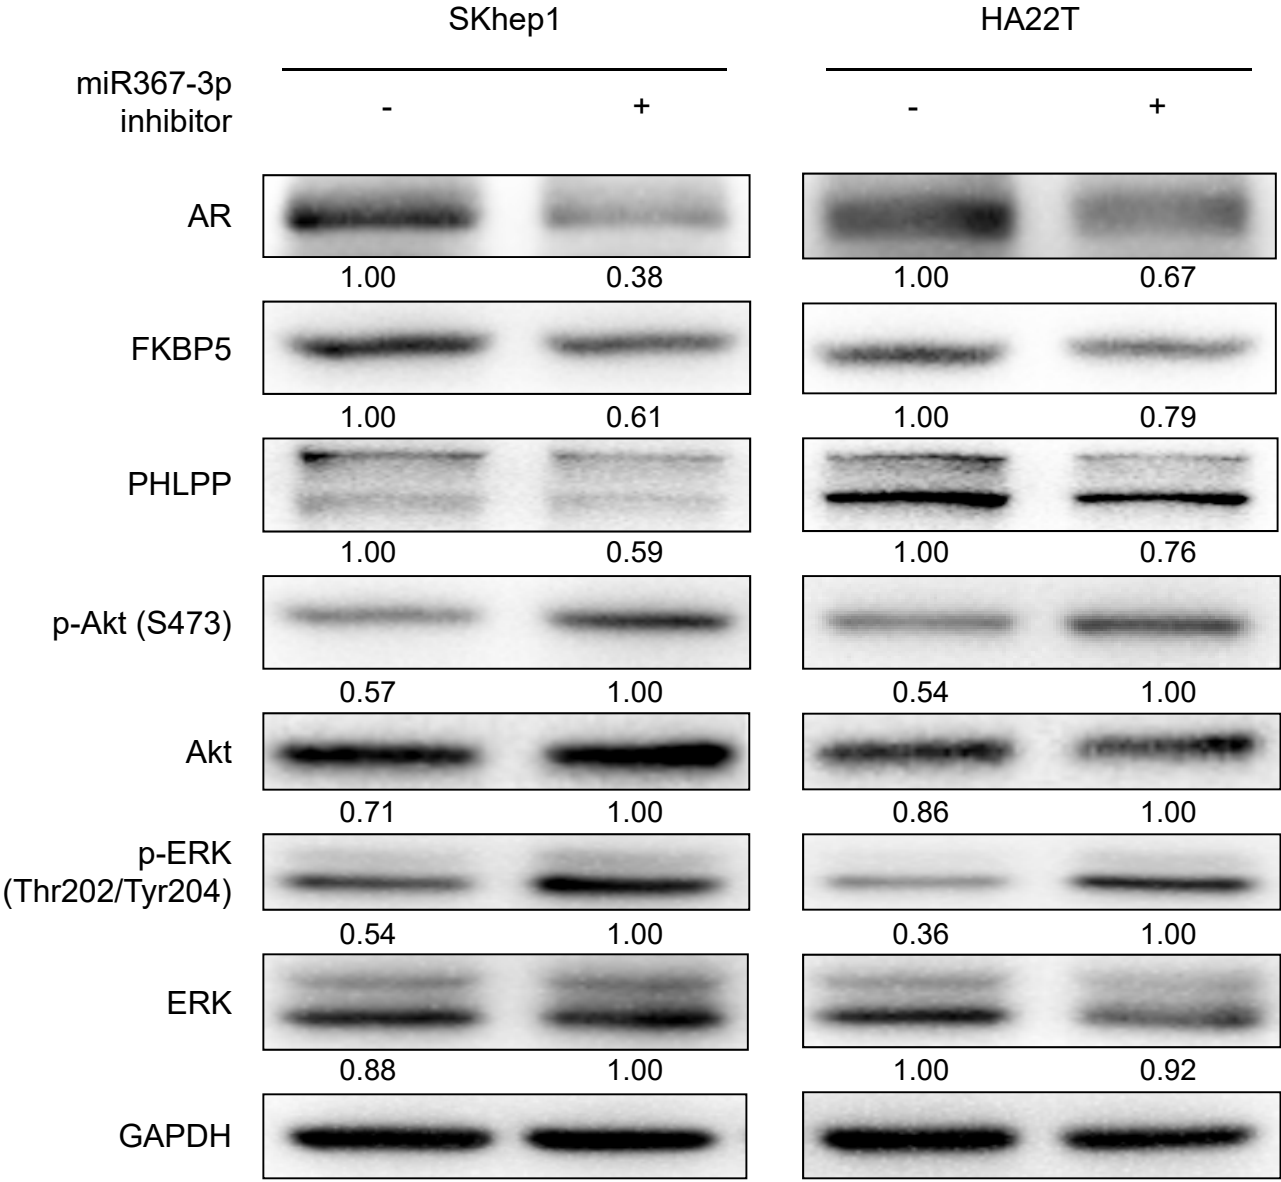 SKhep1 HA22T
miR367-3p
inhibitor
- + - +
AR
1.00 0.38 1.00 0.67
FKBP5
1.00 0.61 1.00 0.79
PHLPP
1.00 0.59 1.00 0.76
p-Akt (S473)
0.57 1.00 0.54 1.00
Akt
0.71 1.00 0.86 1.00
p-ERK
(Thr202/Tyr204)
0.54 1.00 0.36 1.00
ERK
0.88 1.00 1.00 0.92
GAPDH